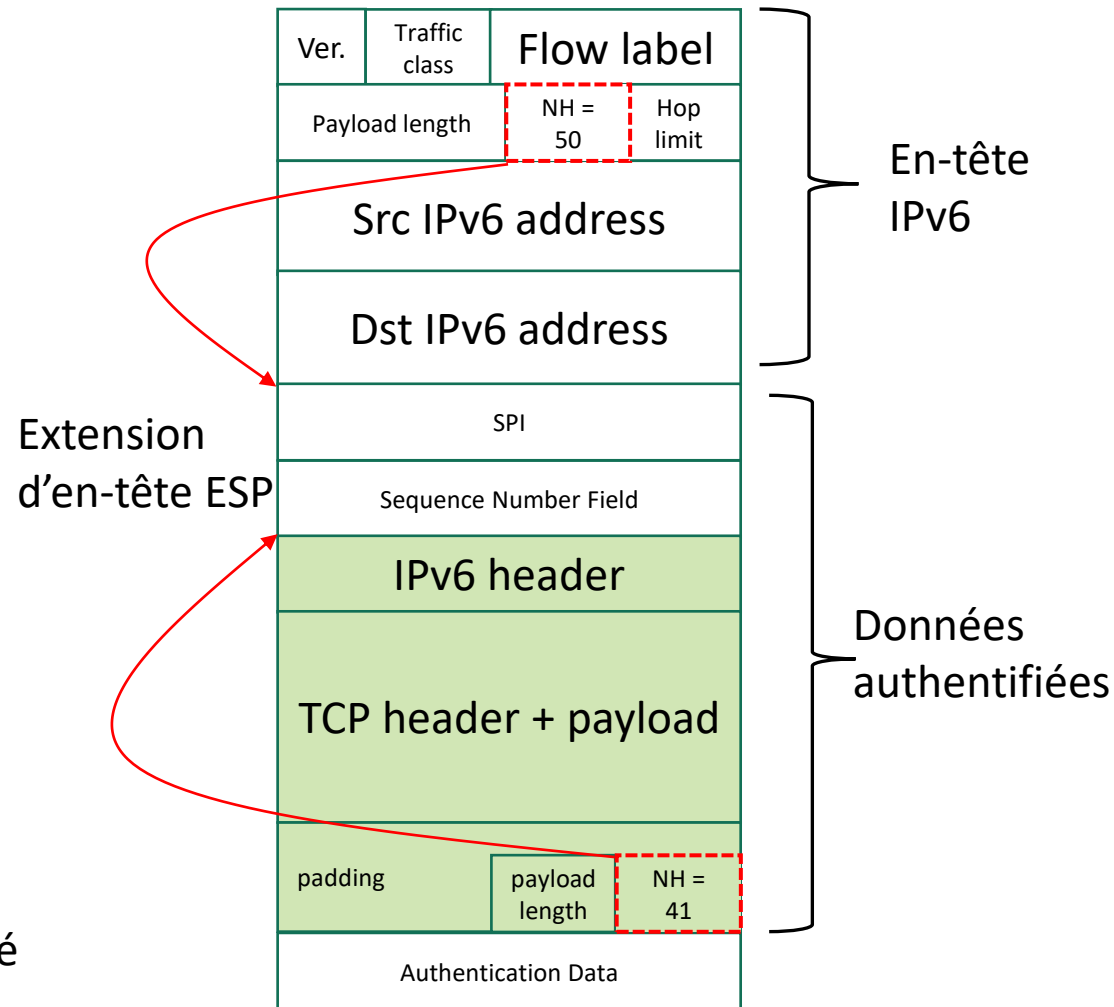 Ver.
Traffic
class
Flow label
Payload length
NH =
50
Hop
limit
En-tête
IPv6
Src IPv6 address
Dst IPv6 address
Extension
d’en-tête ESP
SPI
Sequence Number Field
IPv6 header
TCP header + payload
Données
authentifiées
padding
payload
length
NH =
41
é
Authentication Data